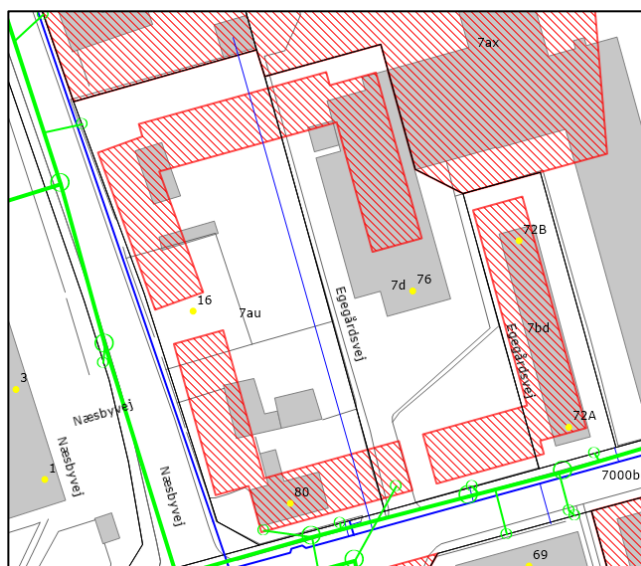 7ax
72B
Egegårdsvej
7d
76
16
7au
Egegårdsvej
7bd
3
Næsbyvej
72A
Næsbyvej
1
Næsbyvej
7000b
80
69